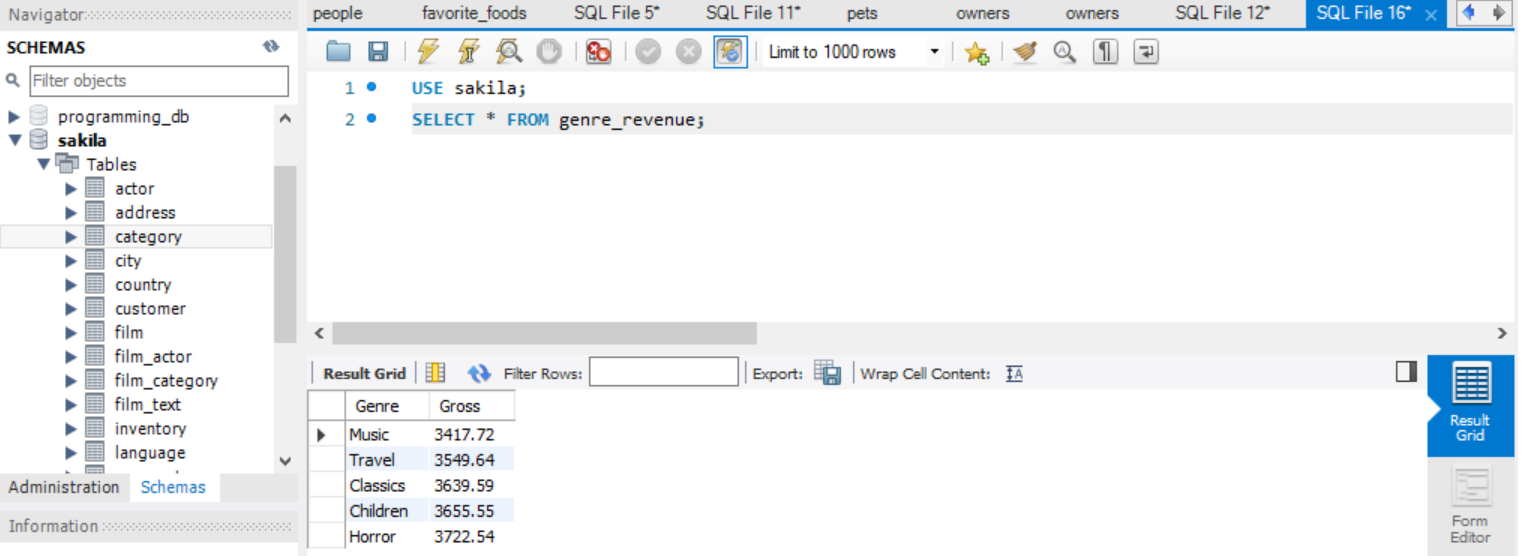 Navigator
people favorite_foods SQL File 5* SQL File 11* pets owners owners SQL File 12* SQL File 16*
SCHEMAS
Limit to 1000 rows
Filter objects
programming_db
sakila
Tables
actor
address
category
city
country
customer
film
film_actor
film_category
film_text
inventory
language
Administration Schemas
Information
1 USE sakila;
2 SELECT * FROM genre_revenue;
Result Grid Filter Rows: Export: Wrap Cell Content:
Genre Gross
Music 3417.72
Travel 3549.64
Classics 3639.59
Children 3655.55
Horror 3722.54
Result
Grid
Form
Editor